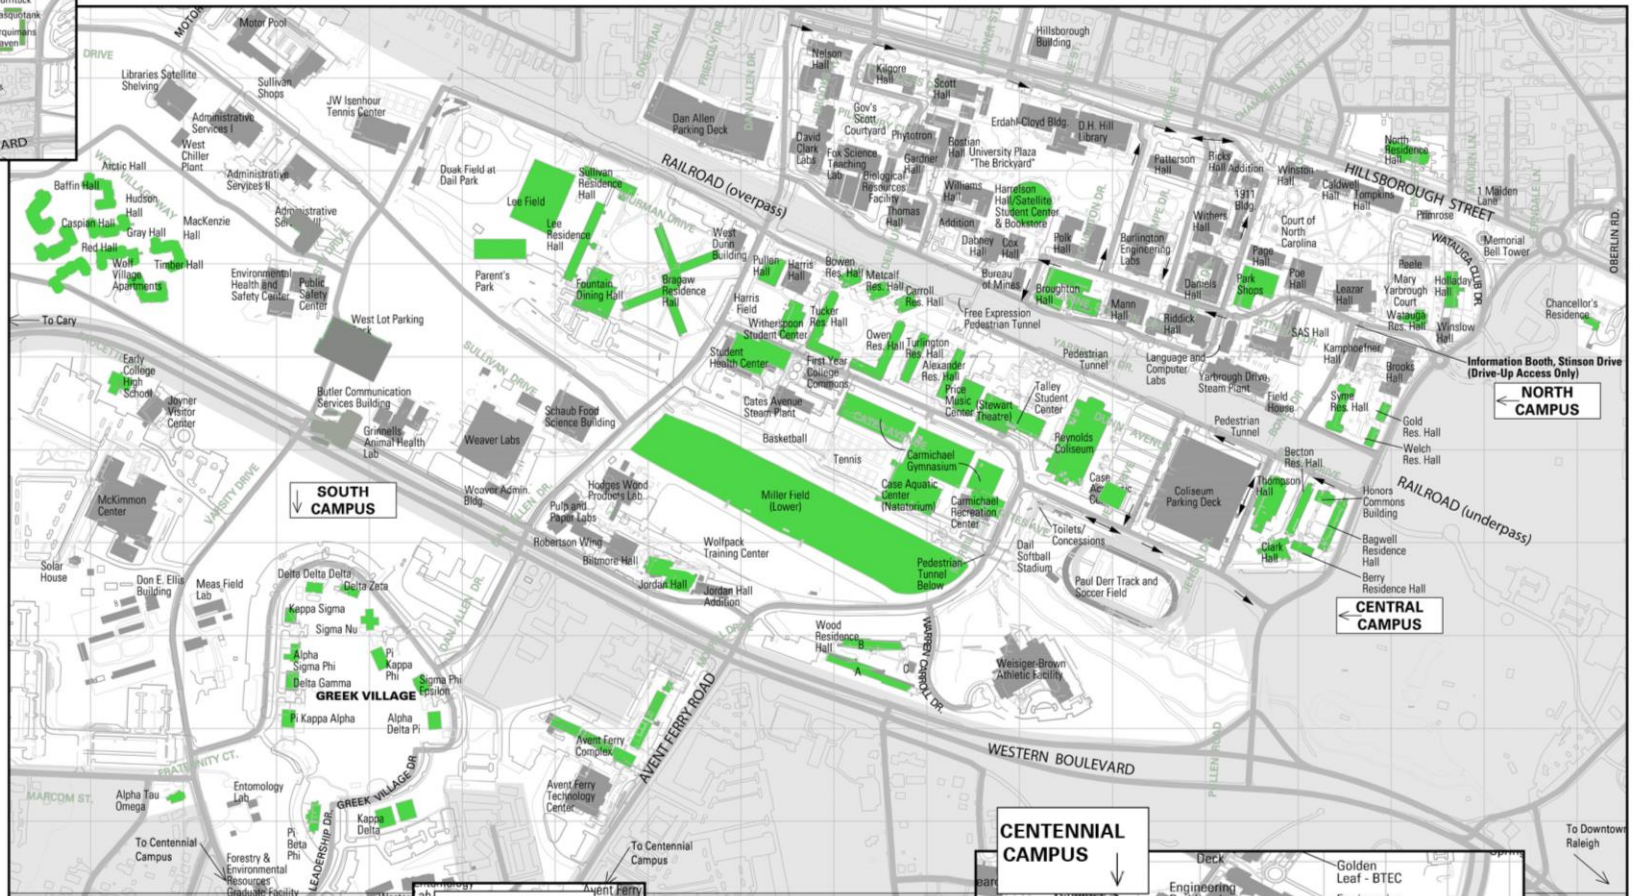 asquotank
rquimans
aven
ARD
MOTOR
DRIVE
Motor Pool
Libraries Satellite
Shelving
Sullivan
Shops
JW Isenhour
Tennis Center
Administrative
Services I
West
Chiller
Plant
Administrative
Services II
Arctic Hall
Baffin Hall
Hudson
Hall
MacKenzie
Hall
Caspian Hall
Gray Hall
Red Hall
Wolf
Village
Apartments
Timber Hall
Administrative
Environmental
Health and
Safety Center
Public
Safety
Center
West Lot Parking
To Cary
Early
College
High
School
Joyner
Visitor
Center
Butler Communication
Services Building
Grinnells
Animal Health
Lab
McKimmon
Center
VARSITY DRIVE
SOUTH
CAMPUS
Solar
House
Don E. Ellis
Building
Meas Field
Lab
Dan Allen
Parking Deck
RAILROAD (overpass)
Doak Field at
Dail Park
Lee Field
Sullivan
Residence
Hall
Lee
Residence
Hall
Parent's
Park
Fountain
Dining Hall
Bragaw
Residence
Hall
West
Dunn
Building
SULLIVAN DRIVE
Weaver Labs
Schaub Food
Science Building
Weaver Admin.
Bldg.
Pulp and
Paper Labs
Hodges Wood
Products Lab
Robertson Wing
Biltmore Hall
Jordan Hall
Jordan Hall
Addition
Wolfpack
Training Center
Miller Field
(Lower)
Pullen
Hall
Harris
Hall
Bowen
Res. Hall
Metcalf
Res. Hall
Carroll
Res. Hall
Harris
Field
Witherspoon
Student Center
Tucker
Res. Hall
Owen
Res. Hall
Turlington
Res. Hall
Alexander
Res. Hall
Student
Health Center
First Year
College
Commons
Cates Avenue
Steam Plant
Basketball
Tennis
Price
Music
Center
(Stewart
Theatre)
Talley
Student
Center
Carmichael
Gymnasium
Case Aquatic
Center
(Natatorium)
Carmichael
Recreation
Center
Reynolds
Coliseum
Case
Coliseum
Parking Deck
Toilets/
Concessions
Dail
Softball
Stadium
Paul Derr Track and
Soccer Field
Pedestrian
Tunnel
Below
Nelson
Hall
Kilgore
Hall
Scott
Hall
Hillsborough
Building
Gov's
Scott
Courtyard
David
Clark
Labs
Phytotron
Fox Science
Teaching
Lab
Gardner
Hall
Bostian
Hall
Biological
Resources
Facility
Thomas
Hall
Erdahl-Cloyd Bldg.
D.H. Hill
Library
University Plaza
"The Brickyard"
Williams
Hall
Addition
Harrelson
Hall/Satellite
Student Center
& Bookstore
Dabney
Hall
Cox
Hall
Polk
Hall
Bureau
of Mines
Broughton
Hall
Patterson
Hall
Ricks
Hall
Addition
Winston
Hall
Caldwell
Hall
Tompkins
Hall
1911
Bldg
Withers
Hall
Burlington
Engineering
Labs
Court of
North
Carolina
Page
Hall
Park
Shops
Poe
Hall
Daniels
Hall
Mann
Hall
Riddick
Hall
Leazar
Hall
Peele
Hall
Mary
Yarbrough
Court
Watauga
Res. Hall
Holladay
Hall
Winslow
Hall
Primrose
Hall
1 Maiden
Lane
Memorial
Bell Tower
North
Residence
Hall
HILLSBOROUGH STREET
WATAUGA CLUB DR.
OBERLIN RD.
Chancellor's
Residence
Free Expression
Pedestrian Tunnel
YARBROUGH DR.
Pedestrian
Tunnel
Language and
Computer
Labs
Yarbrough Drive
Steam Plant
SAS Hall
Kamphoefner
Hall
Brooks
Hall
Information Booth, Stinson Drive
(Drive-Up Access Only)
NORTH
CAMPUS
Field
House
Syme
Res. Hall
Gold
Res. Hall
Welch
Res. Hall
Pedestrian
Tunnel
Becton
Res. Hall
Thompson
Hall
Honors
Commons
Building
Bagwell
Residence
Hall
Berry
Residence Hall
Clark
Hall
RAILROAD (underpass)
CENTRAL
CAMPUS
Wood
Residence
Hall
A
B
C
WARREN CARROLL DR.
Weisiger-Brown
Athletic Facility
WESTERN BOULEVARD
AVENT FERRY ROAD
Avent Ferry
Complex
Avent Ferry
Technology
Center
Delta Delta Delta
Delta Zeta
Kappa Sigma
Sigma Nu
Alpha
Sigma Phi
Pi
Kappa
Phi
Delta Gamma
Sigma Phi
Epsilon
GREEK VILLAGE
Pi Kappa Alpha
Alpha
Delta Pi
GREEK VILLAGE DR
Kappa
Delta
Pi
Beta
Phi
LEADERSHIP DR.
FRATERNITY CT.
MARCOM ST.
Alpha Tau
Omega
Entomology
Lab
To Centennial
Campus
Forestry &
Environmental
Resources
Graduate Facility
To Centennial
Campus
Avent Ferry
CENTENNIAL
CAMPUS
Deck
Engineering
Golden
Leaf - BTEC
To Downtown
Raleigh